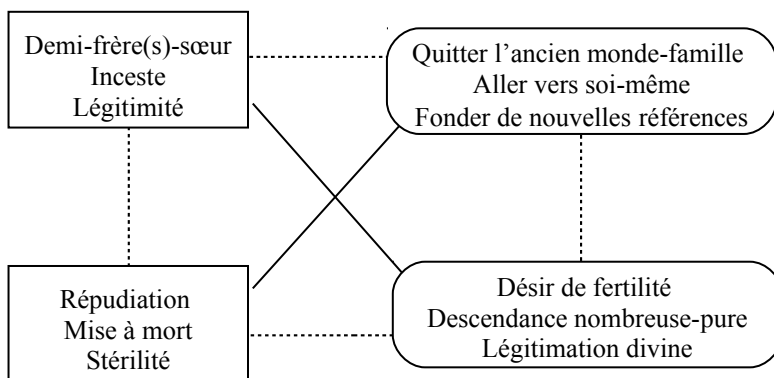 Demi-frère(s)-sœur
Inceste
Légitimité
Quitter l’ancien monde-famille
Aller vers soi-même
Fonder de nouvelles références
Répudiation
Mise à mort
Stérilité
Désir de fertilité
Descendance nombreuse-pure
Légitimation divine